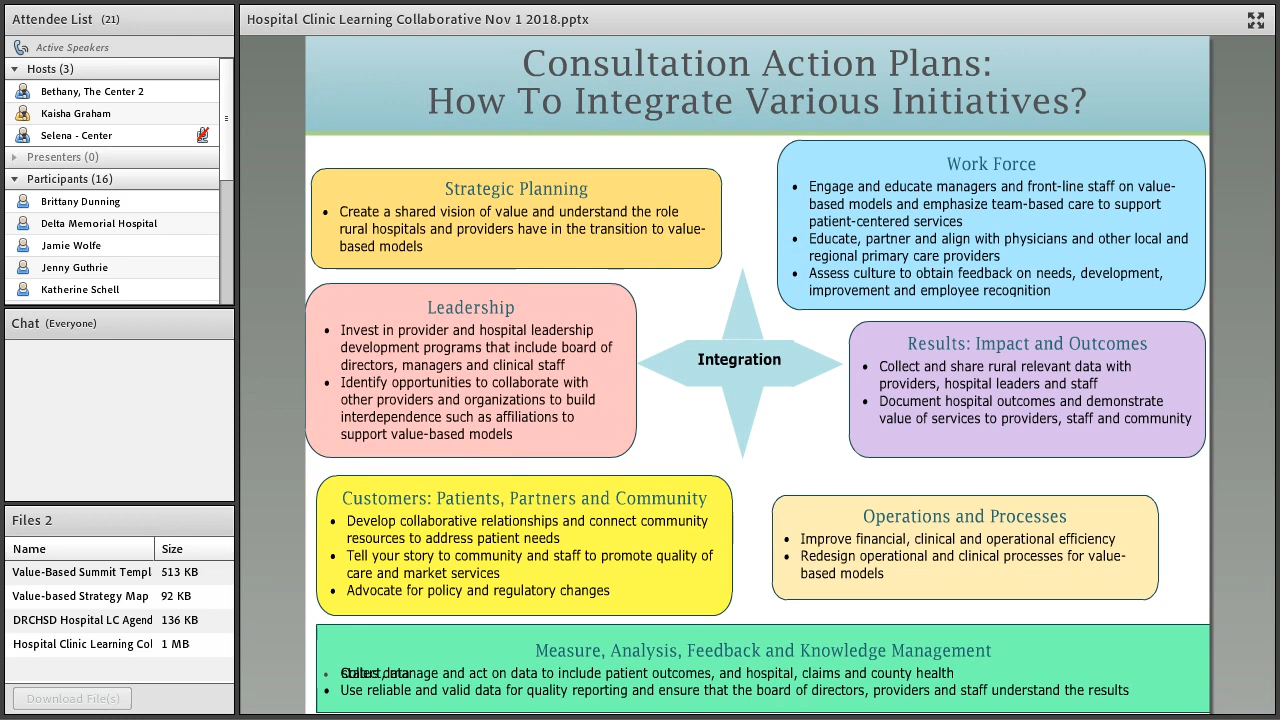 Attendee List (21)
Active Speakers
Hosts (3)
Bethany, The Center 2
Kaisha Graham
Selena - Center
Presenters (0)
Participants (16)
Brittany Dunning
Delta Memorial Hospital
Jamie Wolfe
Jenny Guthrie
Katherine Schell
Chat (Everyone)
Files 2
Name Size
Value-Based Summit Templ 513 KB
Value-based Strategy Map 92 KB
DRCHSD Hospital LC Agend 136 KB
Hospital Clinic Learning Col 1 MB
Download File(s)
Hospital Clinic Learning Collaborative Nov 1 2018.pptx
Consultation Action Plans:
How To Integrate Various Initiatives?
Strategic Planning
• Create a shared vision of value and understand the role
rural hospitals and providers have in the transition to value-
based models
Work Force
• Engage and educate managers and front-line staff on value-
based models and emphasize team-based care to support
patient-centered services
• Educate, partner and align with physicians and other local and
regional primary care providers
• Assess culture to obtain feedback on needs, development,
improvement and employee recognition
Leadership
• Invest in provider and hospital leadership
development programs that include board of
directors, managers and clinical staff
• Identify opportunities to collaborate with
other providers and organizations to build
interdependence such as affiliations to
support value-based models
Integration
Results: Impact and Outcomes
• Collect and share rural relevant data with
providers, hospital leaders and staff
• Document hospital outcomes and demonstrate
value of services to providers, staff and community
Customers: Patients, Partners and Community
• Develop collaborative relationships and connect community
resources to address patient needs
• Tell your story to community and staff to promote quality of
care and market services
• Advocate for policy and regulatory changes
Operations and Processes
• Improve financial, clinical and operational efficiency
• Redesign operational and clinical processes for value-
based models
Measure, Analysis, Feedback and Knowledge Management
• manage and act on data to include patient outcomes, and hospital, claims and county health
• Use reliable and valid data for quality reporting and ensure that the board of directors, providers and staff understand the results